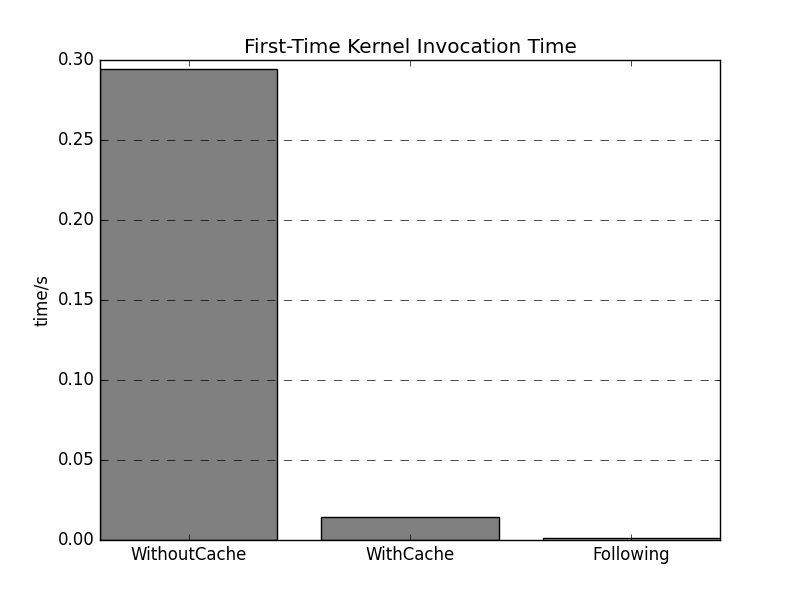 First-Time Kernel Invocation Time
0.30
0.25
0.20
0.15
0.10
0.05
0.00
time/s
WithoutCache WithCache Following